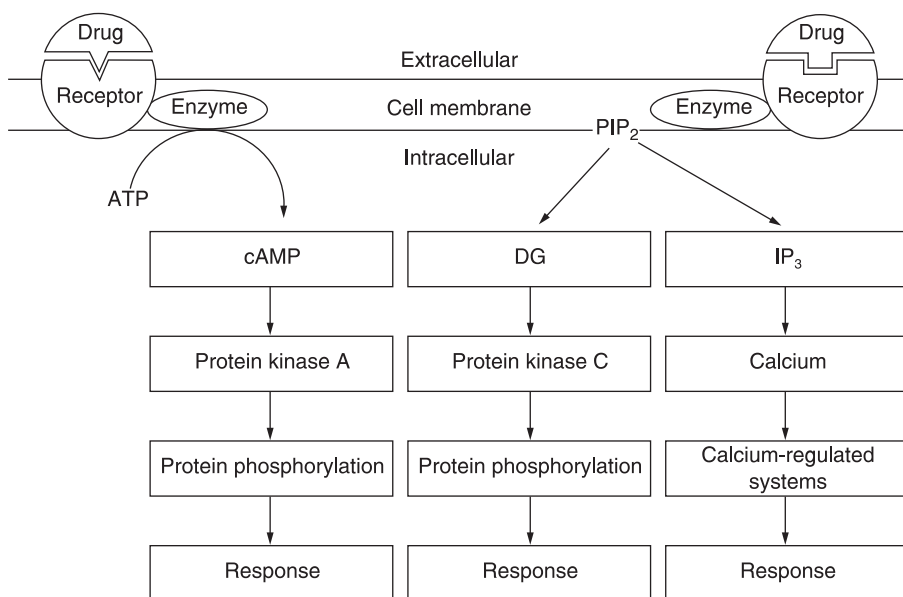 Drug
Receptor
Enzyme
Extracellular
Cell membrane
Intracellular
Drug
Receptor
Enzyme
PIP₂
ATP
cAMP
DG
IP₃
Protein kinase A
Protein kinase C
Calcium
Protein phosphorylation
Protein phosphorylation
Calcium-regulated
systems
Response
Response
Response